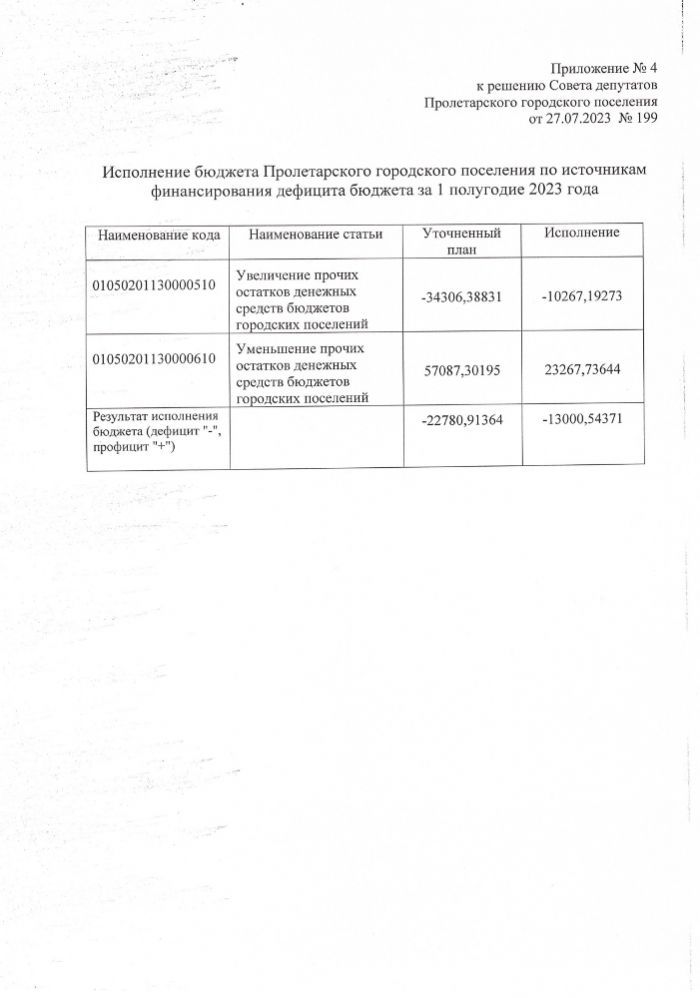 Приложение № 4
к решению Совета депутатов
Пролетарского городского поселения
от 27.07.2023 № 199
Исполнение бюджета Пролетарского городского поселения по источникам
финансирования дефицита бюджета за 1 полугодие 2023 года
Наименование кода
Наименование статьи
Уточненный
план
Исполнение
01050201130000510
Увеличение прочих
остатков денежных
средств бюджетов
городских поселений
-34306,38831
-10267,19273
01050201130000610
Уменьшение прочих
остатков денежных
средств бюджетов
городских поселений
57087,30195
23267,73644
Результат исполнения
бюджета (дефицит "-",
профицит "+")
-22780,91364
-13000,54371